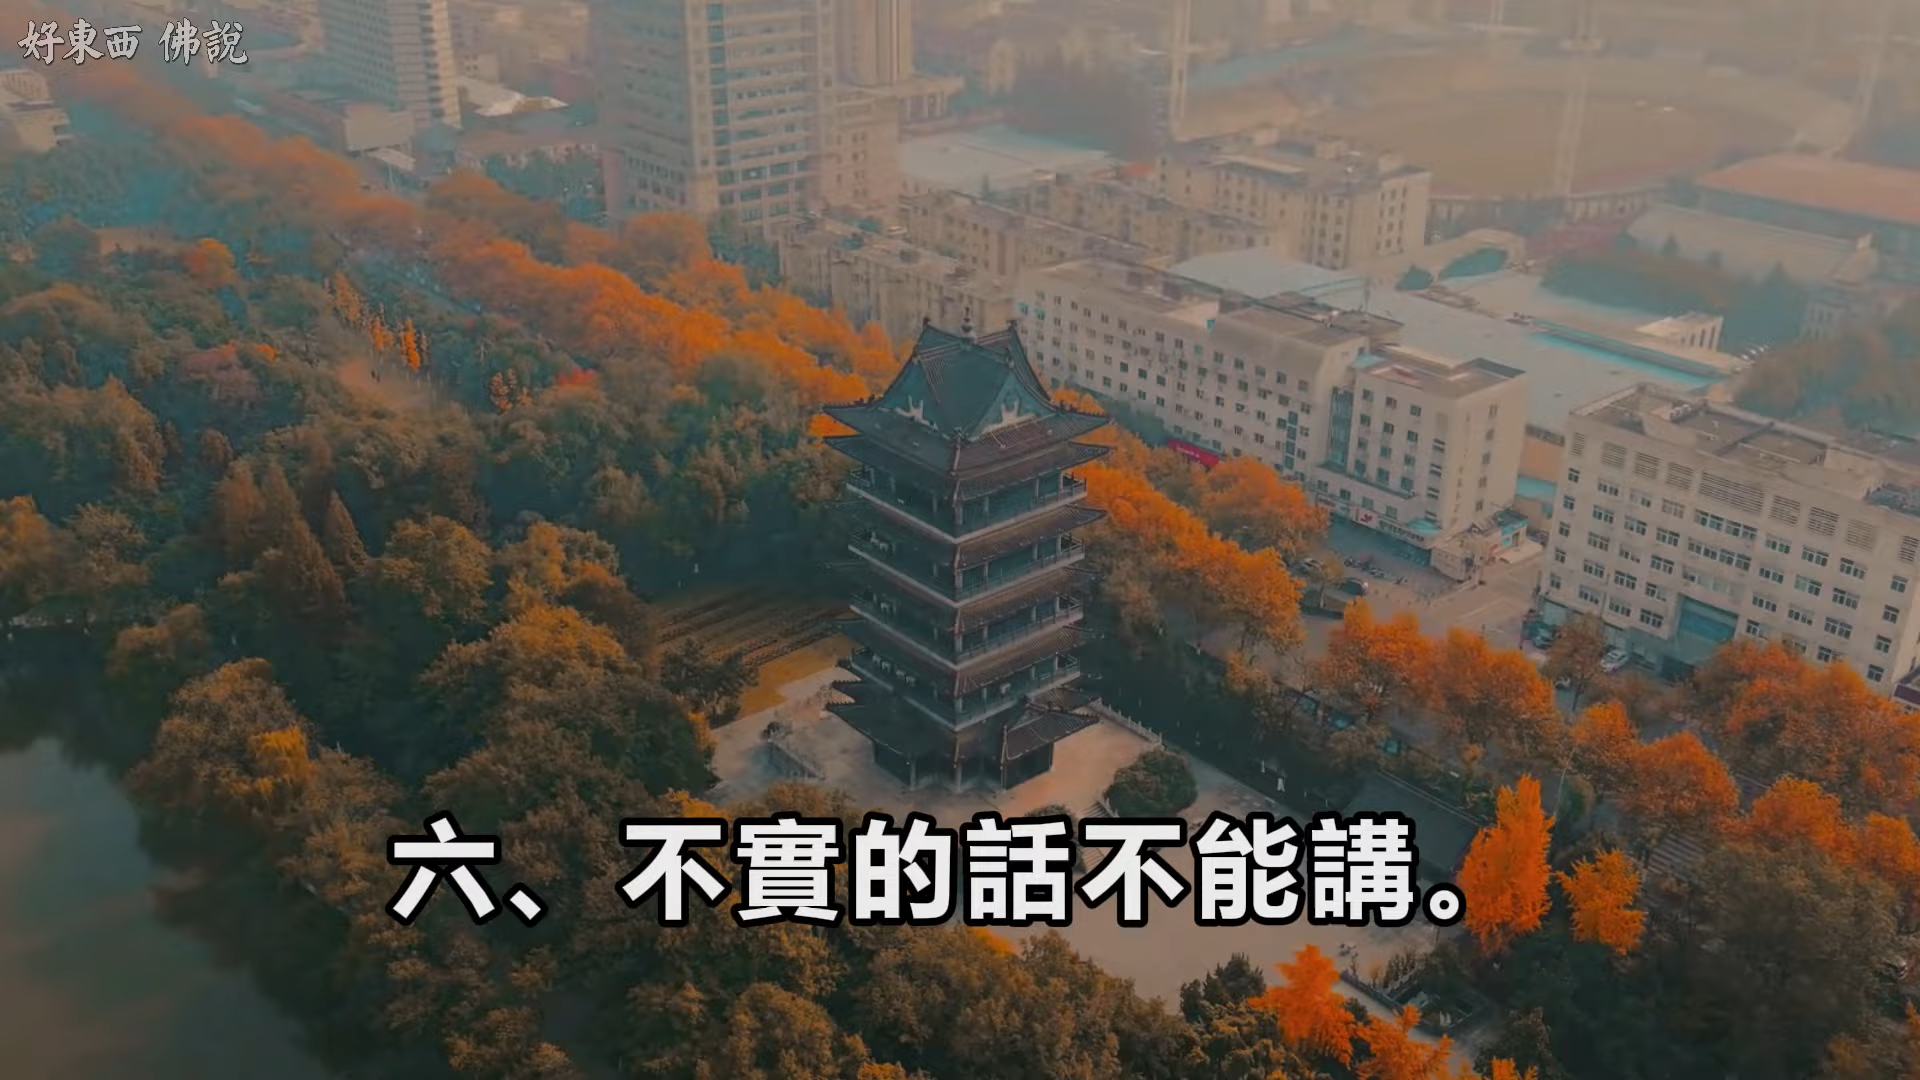 好東西 佛說
六、不實的話不能講。